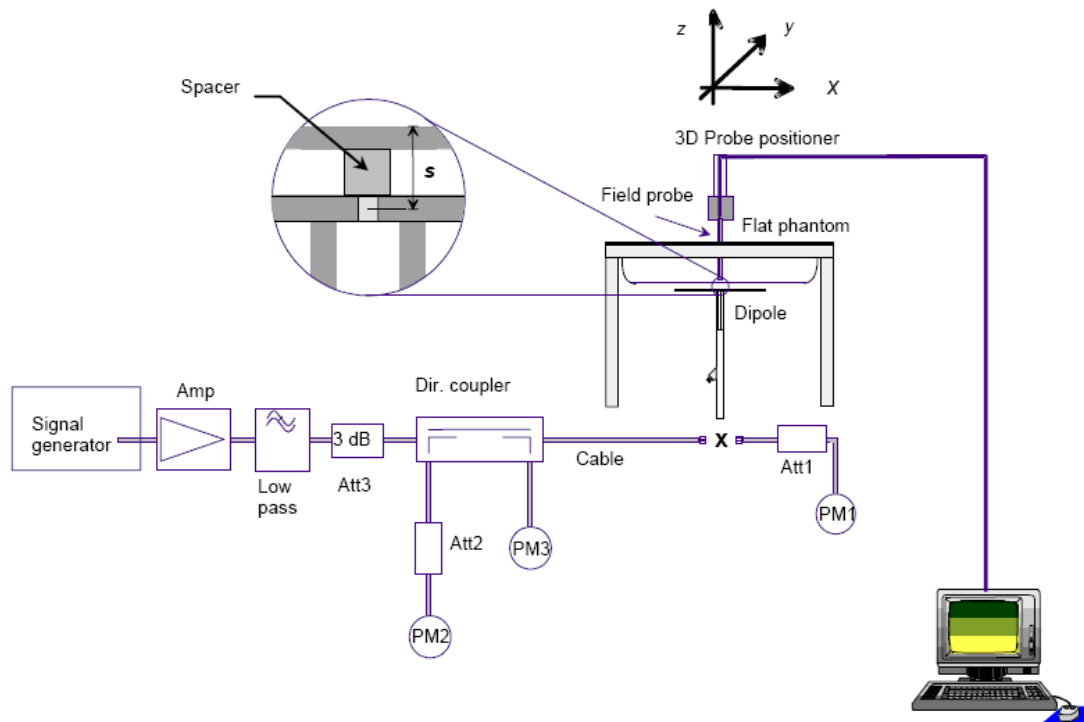 z
y
X
Spacer
s
3D Probe positioner
Field probe
Flat phantom
Dipole
Signal
generator
Amp
Low
pass
3 dB
Att3
Dir. coupler
Cable
X
Att1
PM1
Att2
PM3
PM2